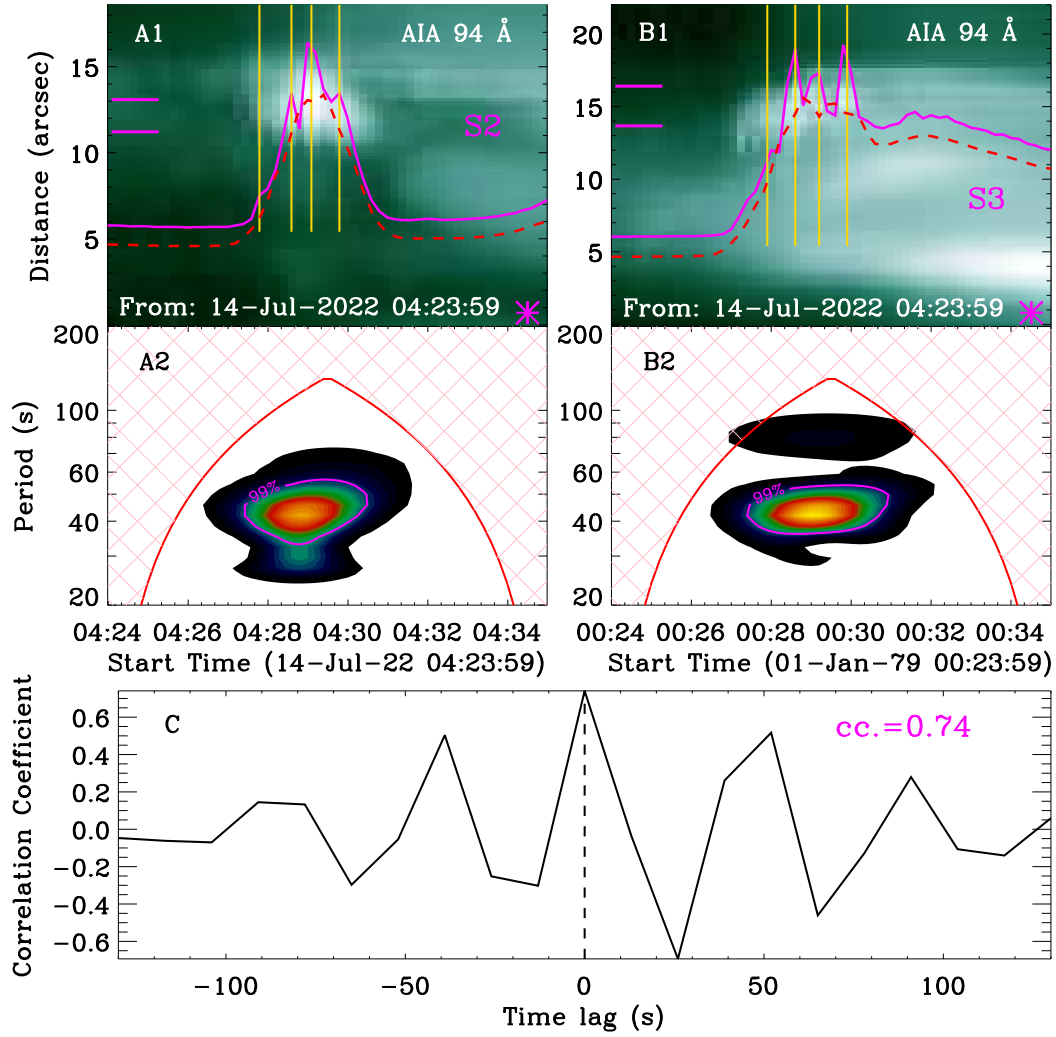 A1
AIA 94 Å
B1
AIA 94 Å
15
10
5
Distance (arcsec)
S2
20
15
10
5
S3
From: 14-Jul-2022 04:23:59
From: 14-Jul-2022 04:23:59
200
100
60
40
20
Period (s)
A2
99%
200
100
60
40
20
B2
99%
04:24 04:26 04:28 04:30 04:32 04:34
00:24 00:26 00:28 00:30 00:32 00:34
Start Time (14-Jul-22 04:23:59)
Start Time (01-Jan-79 00:23:59)
Correlation Coefficient
0.6
0.4
0.2
0.0
-0.2
-0.4
-0.6
C
cc.=0.74
-100 -50 0 50 100
Time lag (s)